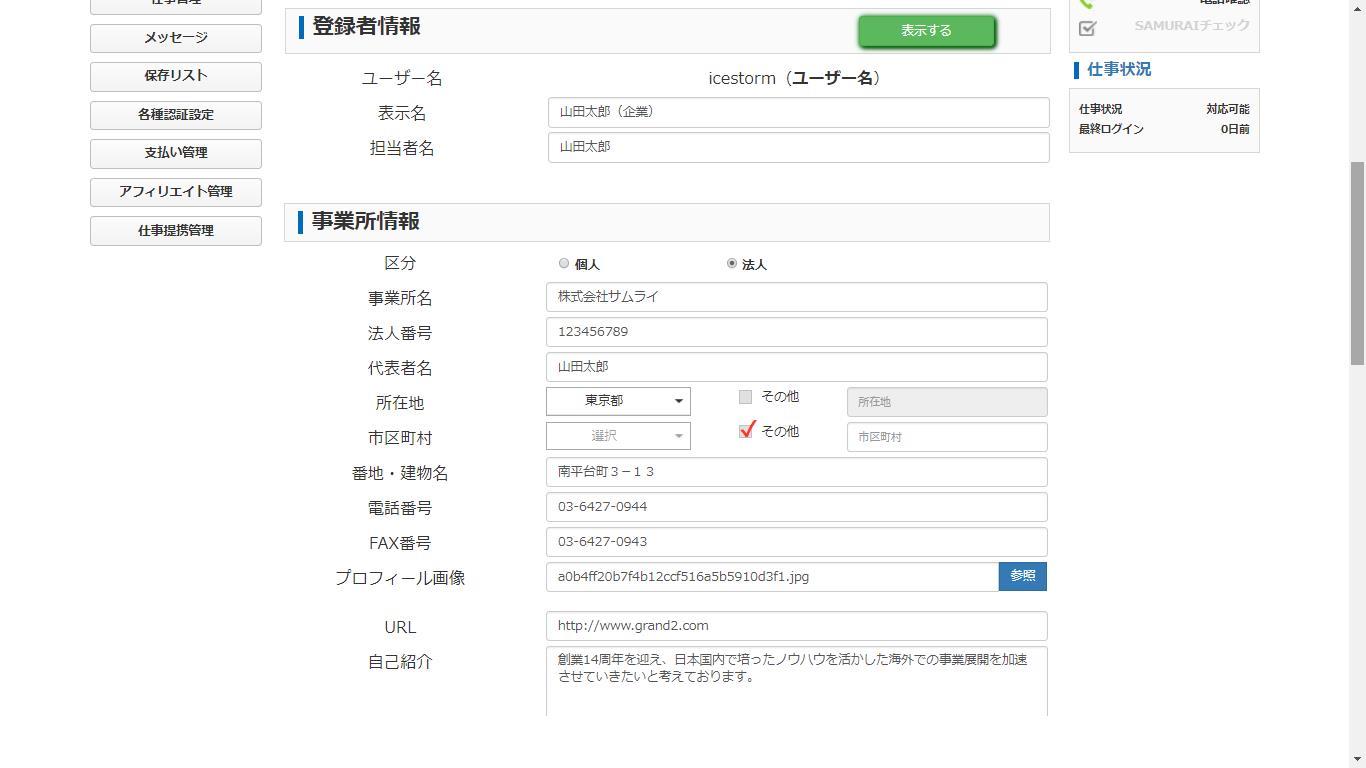 仕事管理
メッセージ
保存リスト
各種認証設定
支払い管理
アフィリエイト管理
仕事提携管理
登録者情報
表示する
ユーザー名 icestorm（ユーザー名）
表示名 山田太郎（企業）
担当者名 山田太郎
事業所情報
区分 個人 法人
事業所名 株式会社サムライ
法人番号 123456789
代表者名 山田太郎
所在地 東京都 その他 所在地
市区町村 選択 その他 市区町村
番地・建物名 南平台町３－１３
電話番号 03-6427-0944
FAX番号 03-6427-0943
プロフィール画像 a0b4ff20b7f4b12ccf516a5b5910d3f1.jpg 参照
URL http://www.grand2.com
自己紹介 創業14周年を迎え、日本国内で培ったノウハウを活かした海外での事業展開を加速
させていきたいと考えております。
電話確認
SAMURAIチェック
仕事状況
仕事状況 対応可能
最終ログイン 0日前